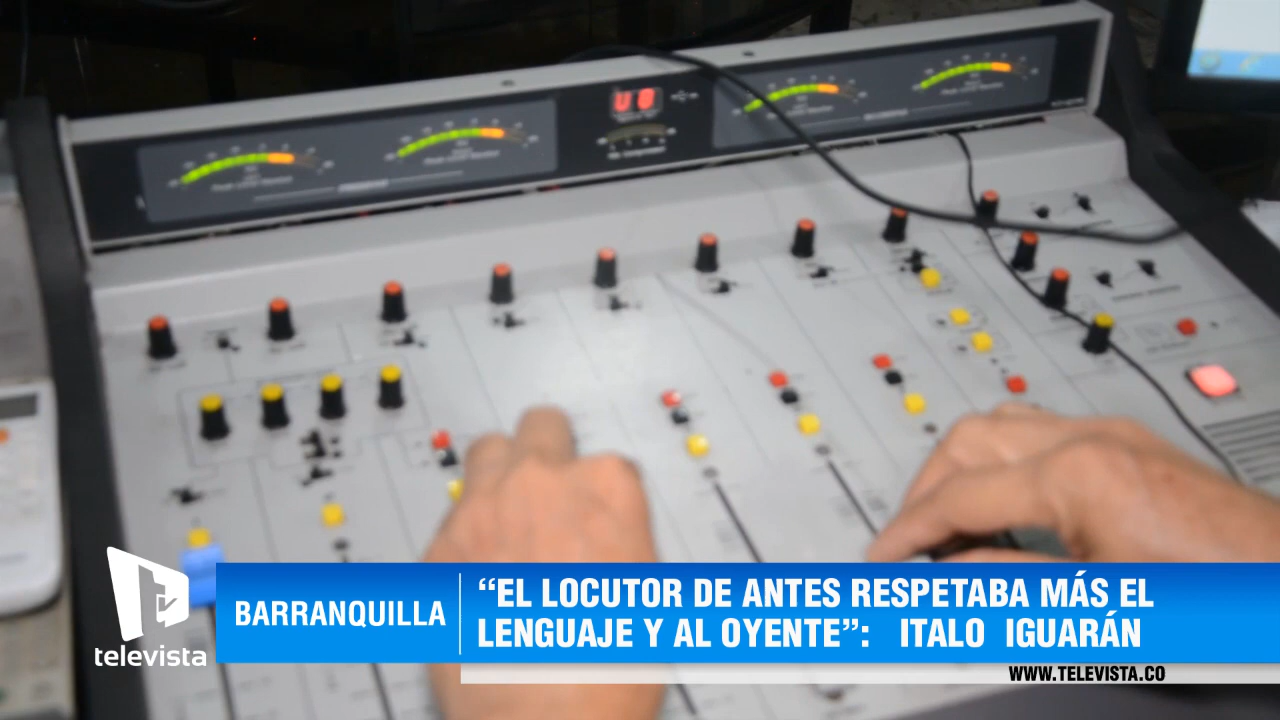 BARRANQUILLA
“EL LOCUTOR DE ANTES RESPETABA MÁS EL
LENGUAJE Y AL OYENTE”: ITALO IGUARÁN
televista
WWW.TELEVISTA.CO